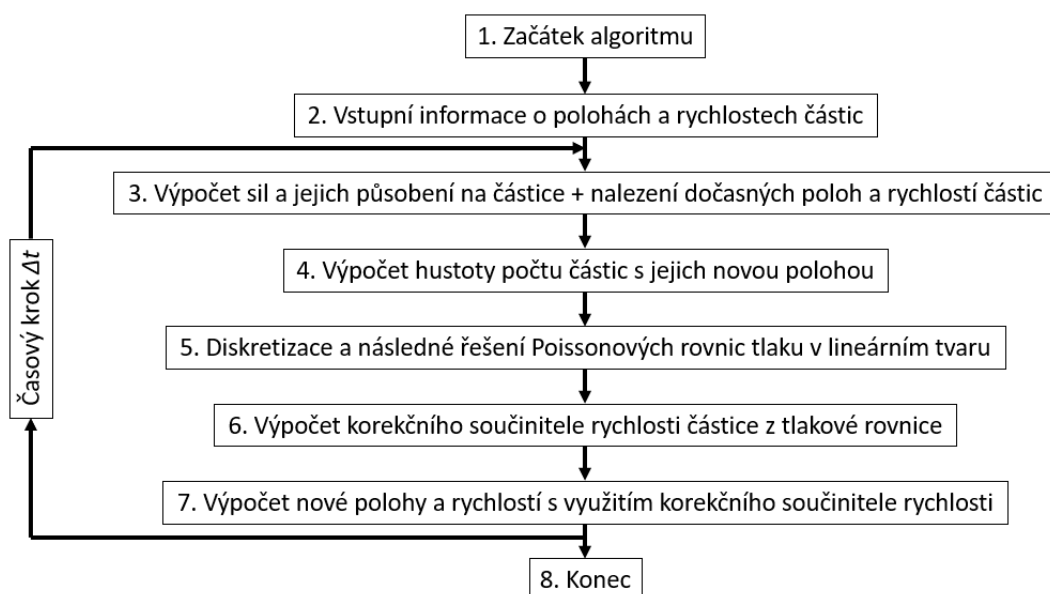 1. Začátek algoritmu
2. Vstupní informace o polohách a rychlostech částic
3. Výpočet sil a jejich působení na částice + nalezení dočasných poloh a rychlostí částic
Časový krok Δt
4. Výpočet hustoty počtu částic s jejich novou polohou
5. Diskretizace a následné řešení Poissonových rovnic tlaku v lineárním tvaru
6. Výpočet korekčního součinitele rychlosti částice z tlakové rovnice
7. Výpočet nové polohy a rychlostí s využitím korekčního součinitele rychlosti
8. Konec